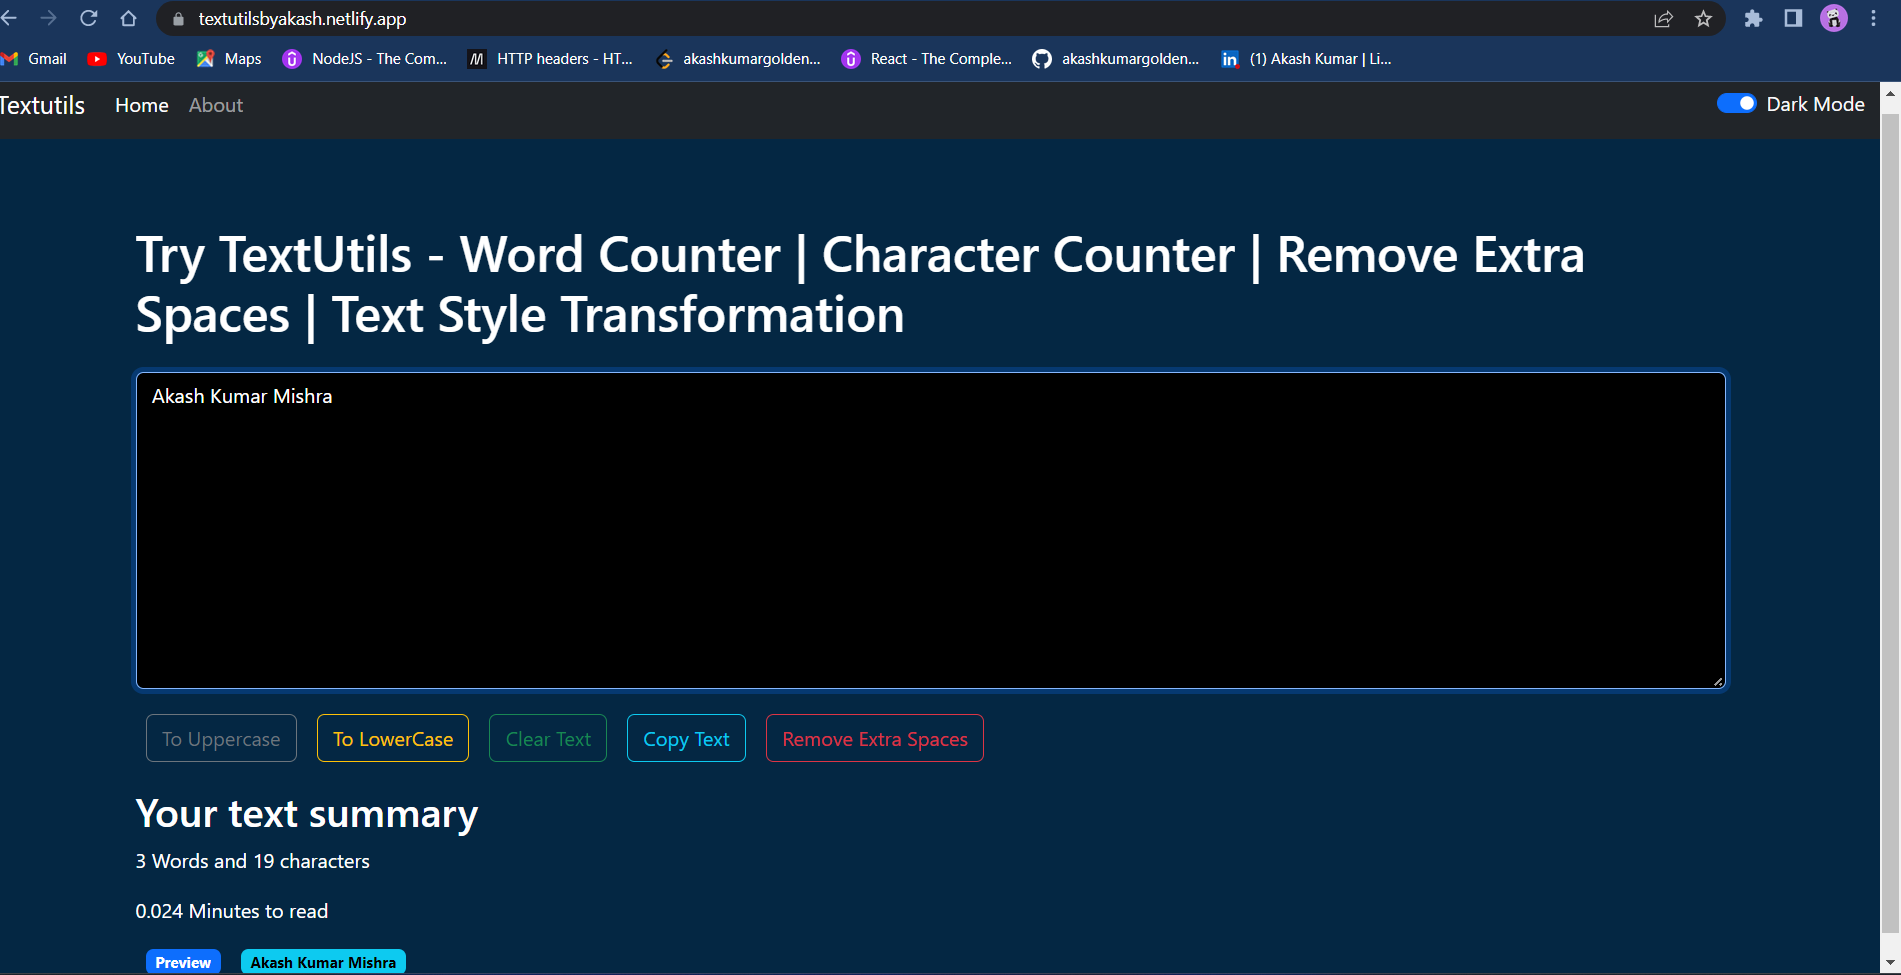 textutilsbyakash.netlify.app
Gmail YouTube Maps NodeJS - The Com... HTTP headers - HT... akashkumargolden... React - The Comple... akashkumargolden... (1) Akash Kumar | Li...
Textutils Home About Dark Mode
Try TextUtils - Word Counter | Character Counter | Remove Extra
Spaces | Text Style Transformation
Akash Kumar Mishra
To Uppercase To LowerCase Clear Text Copy Text Remove Extra Spaces
Your text summary
3 Words and 19 characters
0.024 Minutes to read
Preview Akash Kumar Mishra